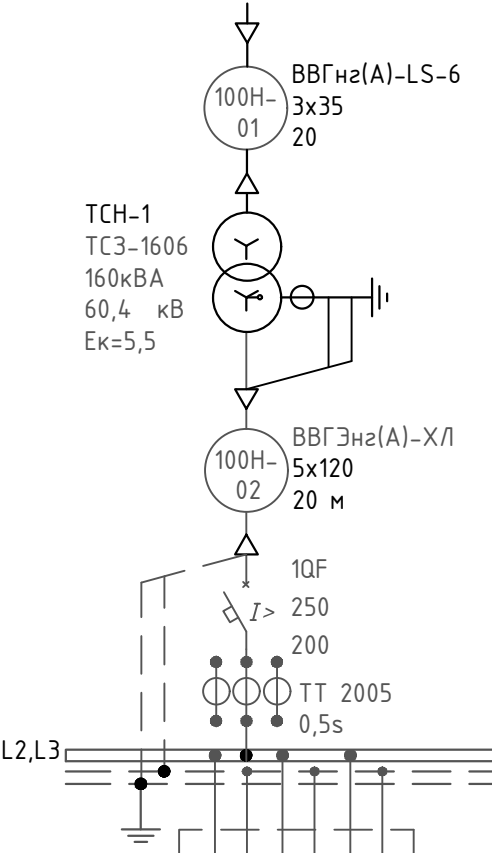 ВВГнг(А)-LS-6
3х35
20
100Н-
01
ТСН-1
ТСЗ-1606
160кВА
60,4 кВ
Ек=5,5
ВВГЭнг(А)-ХЛ
5х120
20 м
100Н-
02
1QF
I>
250
200
ТТ 2005
0,5s
L2,L3